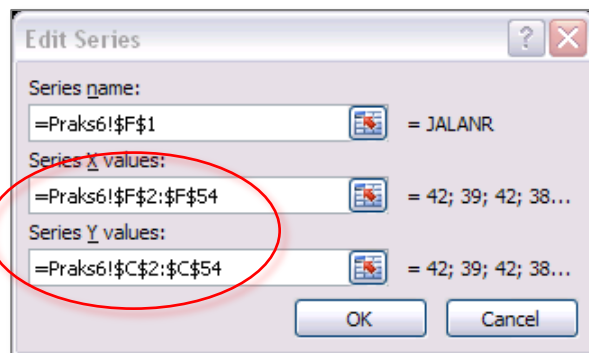 Edit Series
?
Series name:
=Praks6!$F$1 = JALANR
Series X values:
=Praks6!$F$2:$F$54 = 42; 39; 42; 38...
Series Y values:
=Praks6!$C$2:$C$54 = 42; 39; 42; 38...
OK Cancel